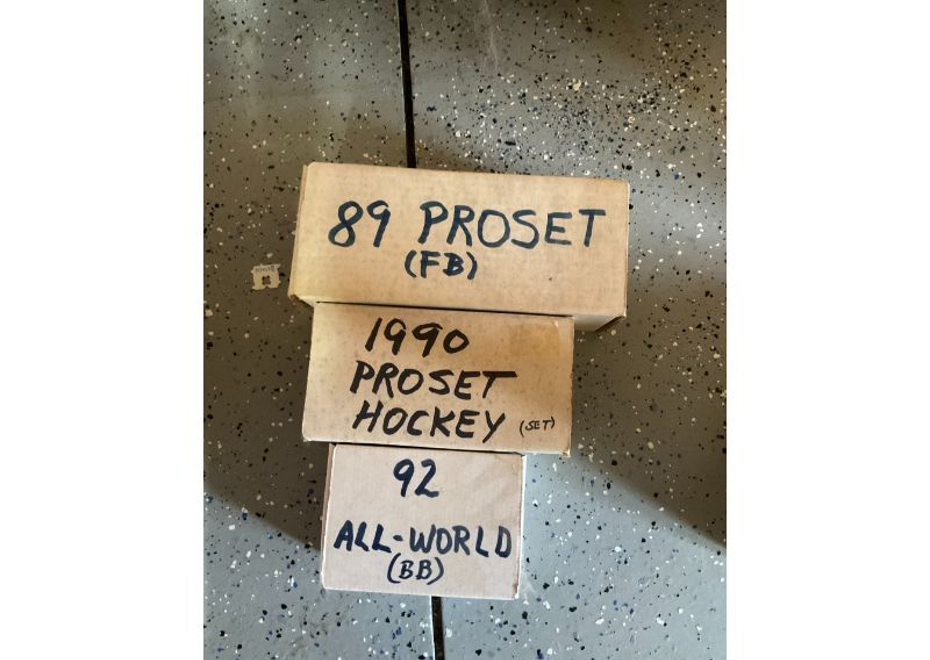 89 PROSET
(FB)
1990
PROSET
HOCKEY (SET)
92
ALL-WORLD
(BB)